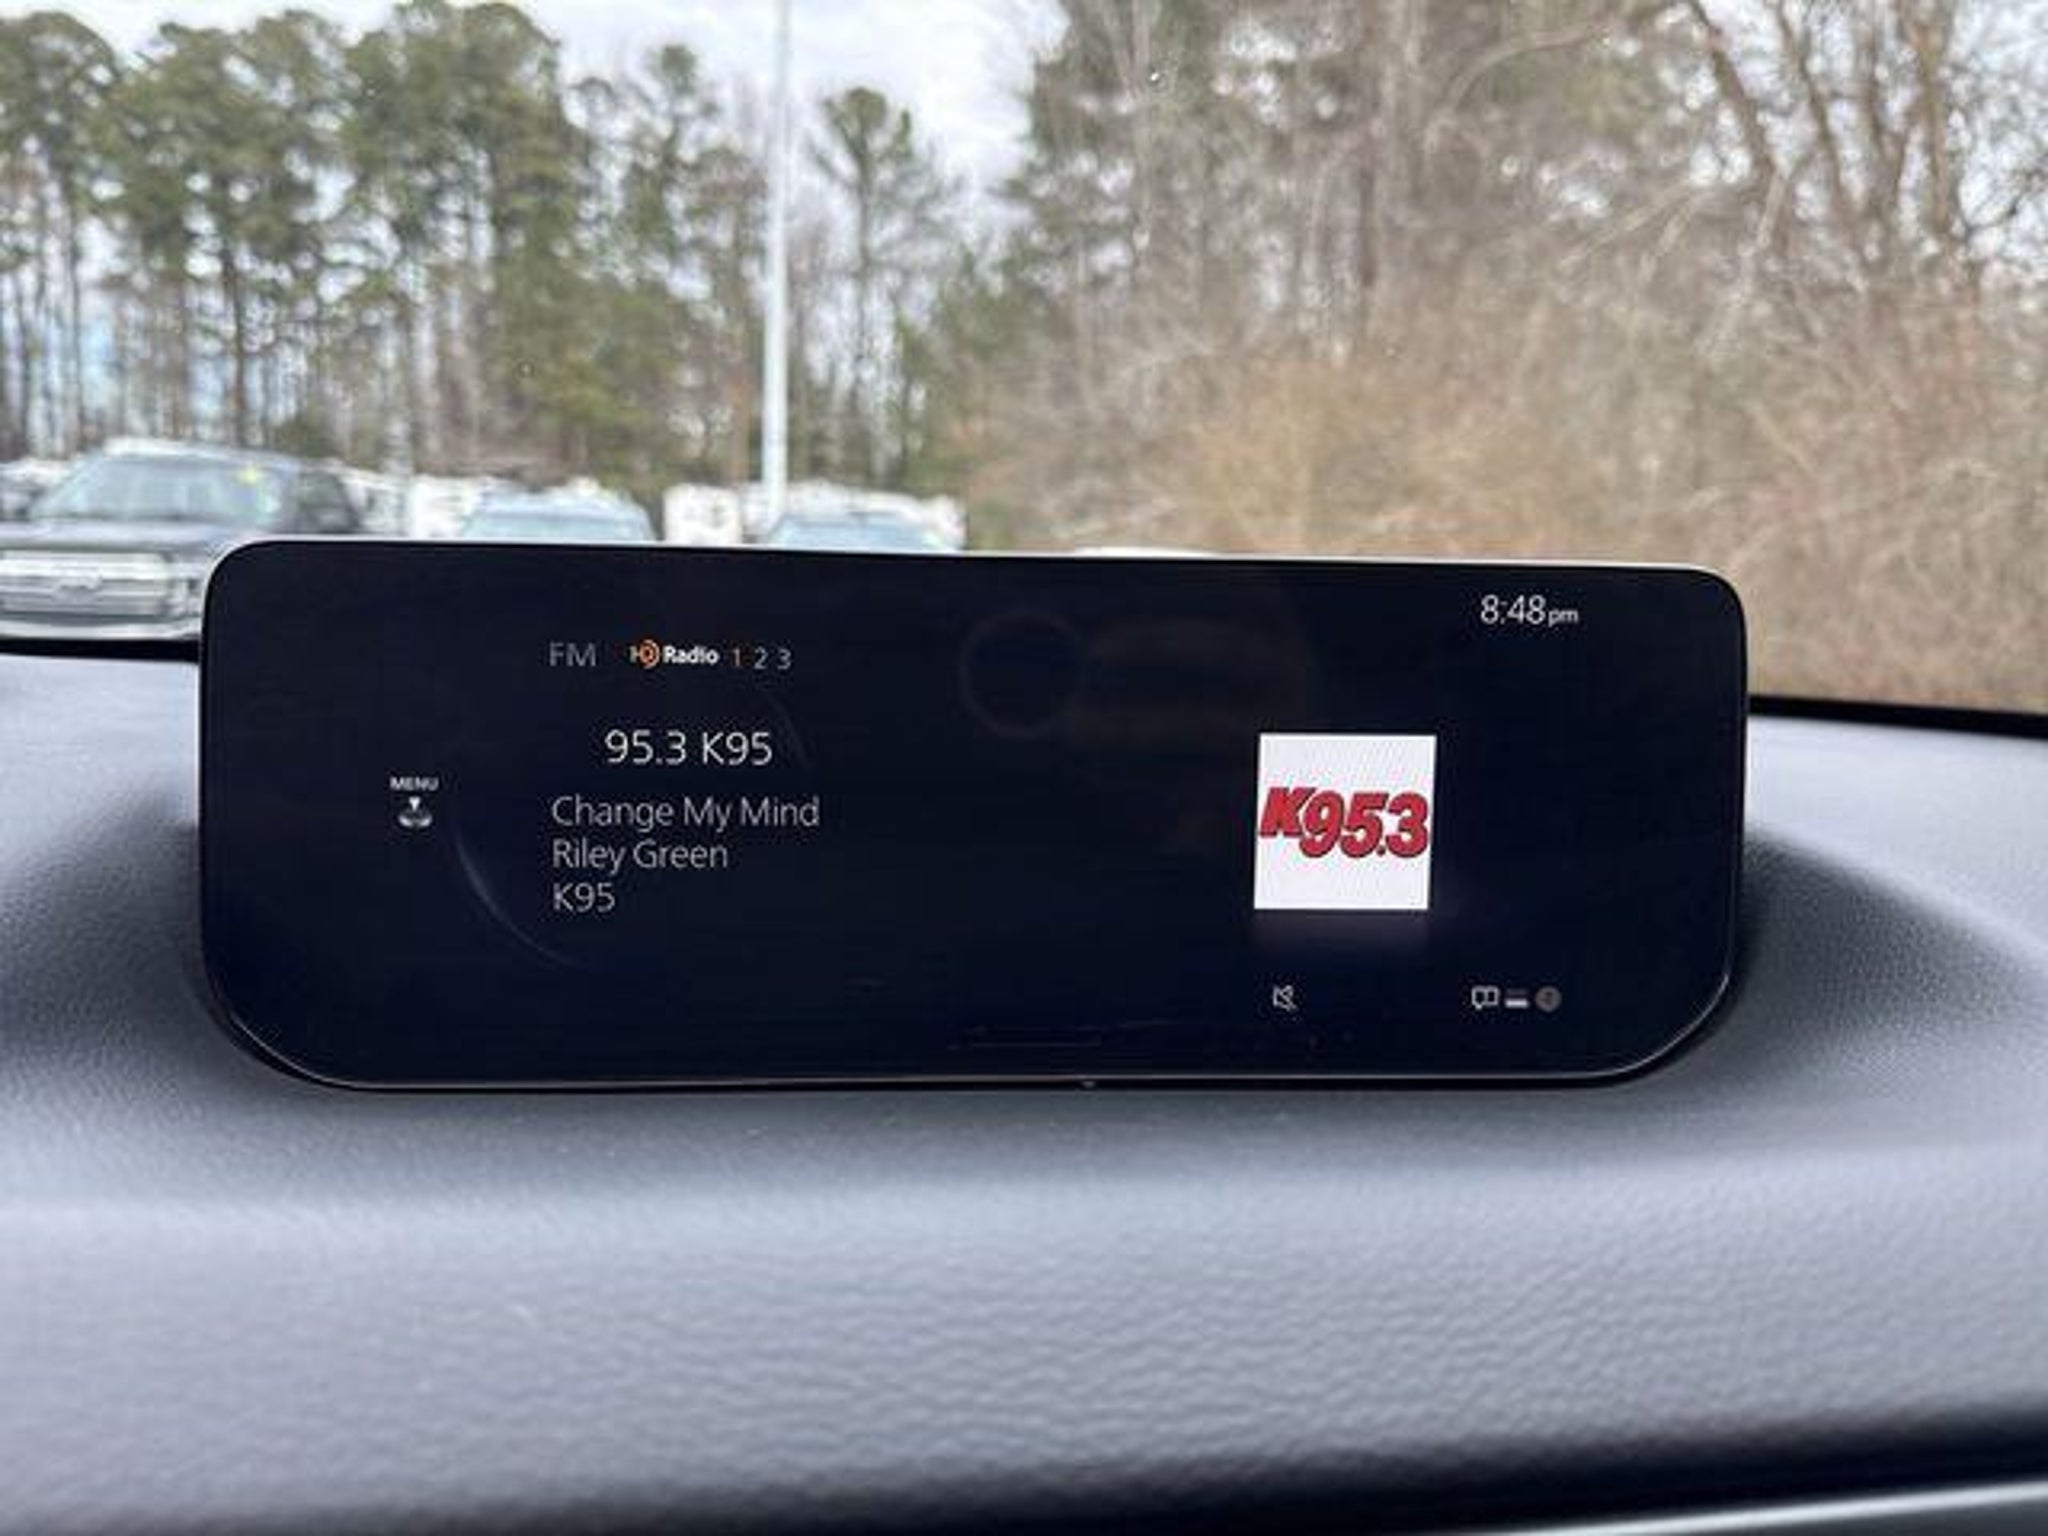 8:48pm
FM HD Radio 1 2 3
95.3 K95
MENU
Change My Mind
Riley Green
K95
K95.3